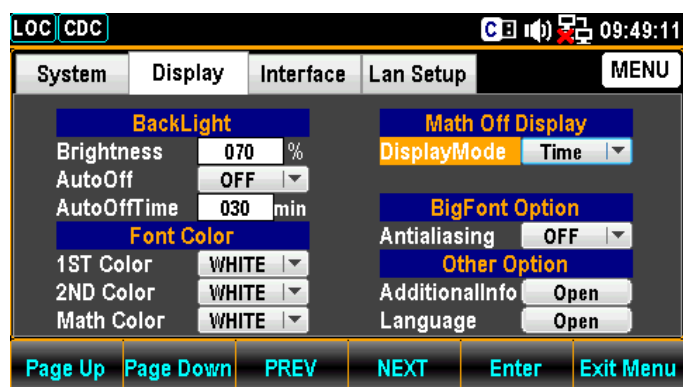 LOC CDC C 09:49:11
System Display Interface Lan Setup MENU
BackLight
Brightness 070 %
AutoOff OFF
AutoOffTime 030 min
Font Color
1ST Color WHITE
2ND Color WHITE
Math Color WHITE
Math Off Display
DisplayMode Time
BigFont Option
Antialiasing OFF
Other Option
AdditionalInfo Open
Language Open
Page Up Page Down PREV NEXT Enter Exit Menu